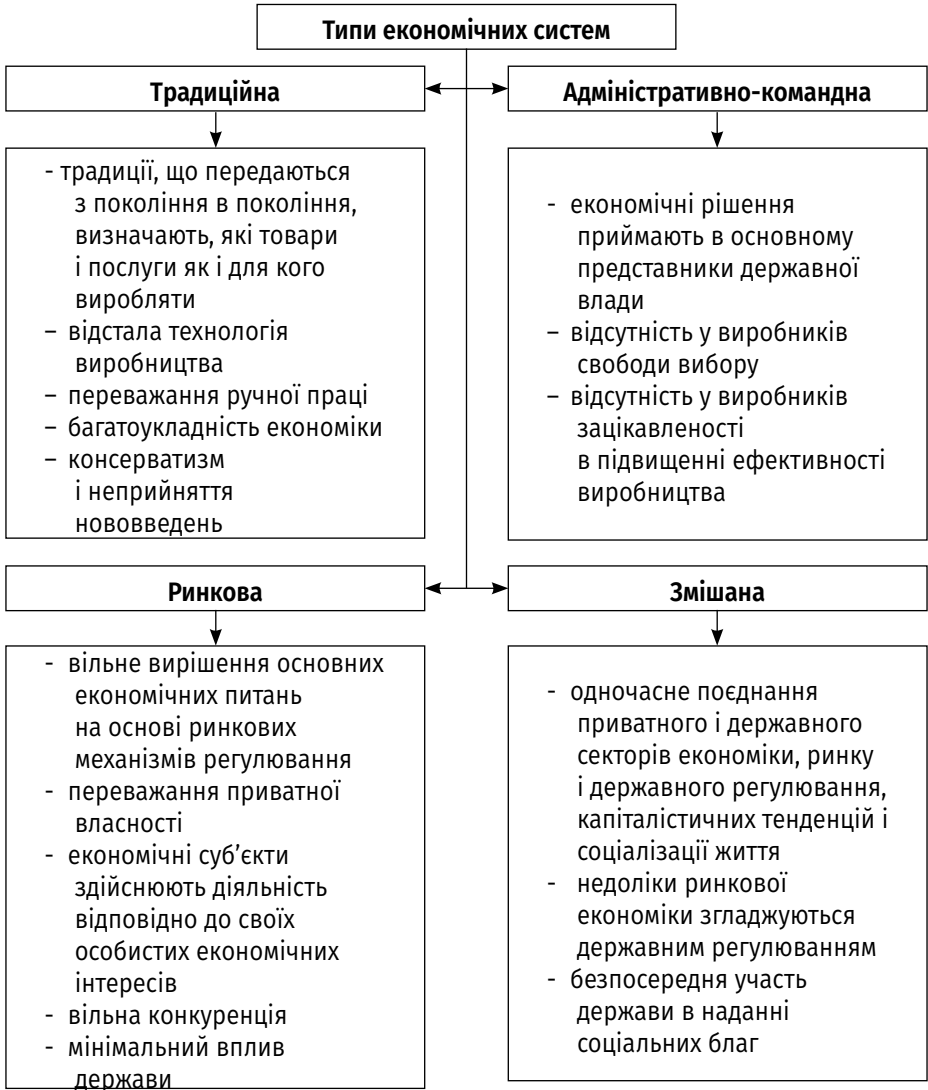 Типи економічних систем
Традиційна
- традиції, що передаються
з покоління в покоління,
визначають, які товари
і послуги як і для кого
виробляти
– відстала технологія
виробництва
– переважання ручної праці
– багатоукладність економіки
– консерватизм
і неприйняття
нововведень
Адміністративно-командна
- економічні рішення
приймають в основному
представники державної
влади
– відсутність у виробників
свободи вибору
– відсутність у виробників
зацікавленості
в підвищенні ефективності
виробництва
Ринкова
- вільне вирішення основних
економічних питань
на основі ринкових
механізмів регулювання
- переважання приватної
власності
- економічні суб’єкти
здійснюють діяльність
відповідно до своїх
особистих економічних
інтересів
- вільна конкуренція
- мінімальний вплив
держави
Змішана
- одночасне поєднання
приватного і державного
секторів економіки, ринку
і державного регулювання,
капіталістичних тенденцій і
соціалізації життя
- недоліки ринкової
економіки згладжуються
державним регулюванням
- безпосередня участь
держави в наданні
соціальних благ